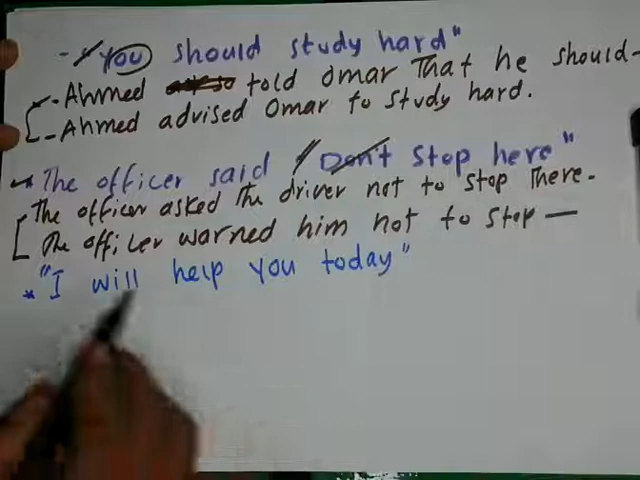 - "You should study hard"
- Ahmed told omar That he should-
- Ahmed advised Omar to study hard.
* The officer said "Don't stop here"
The officer asked The driver not to stop There.
The officer warned him not to stop —
* "I will help you today"